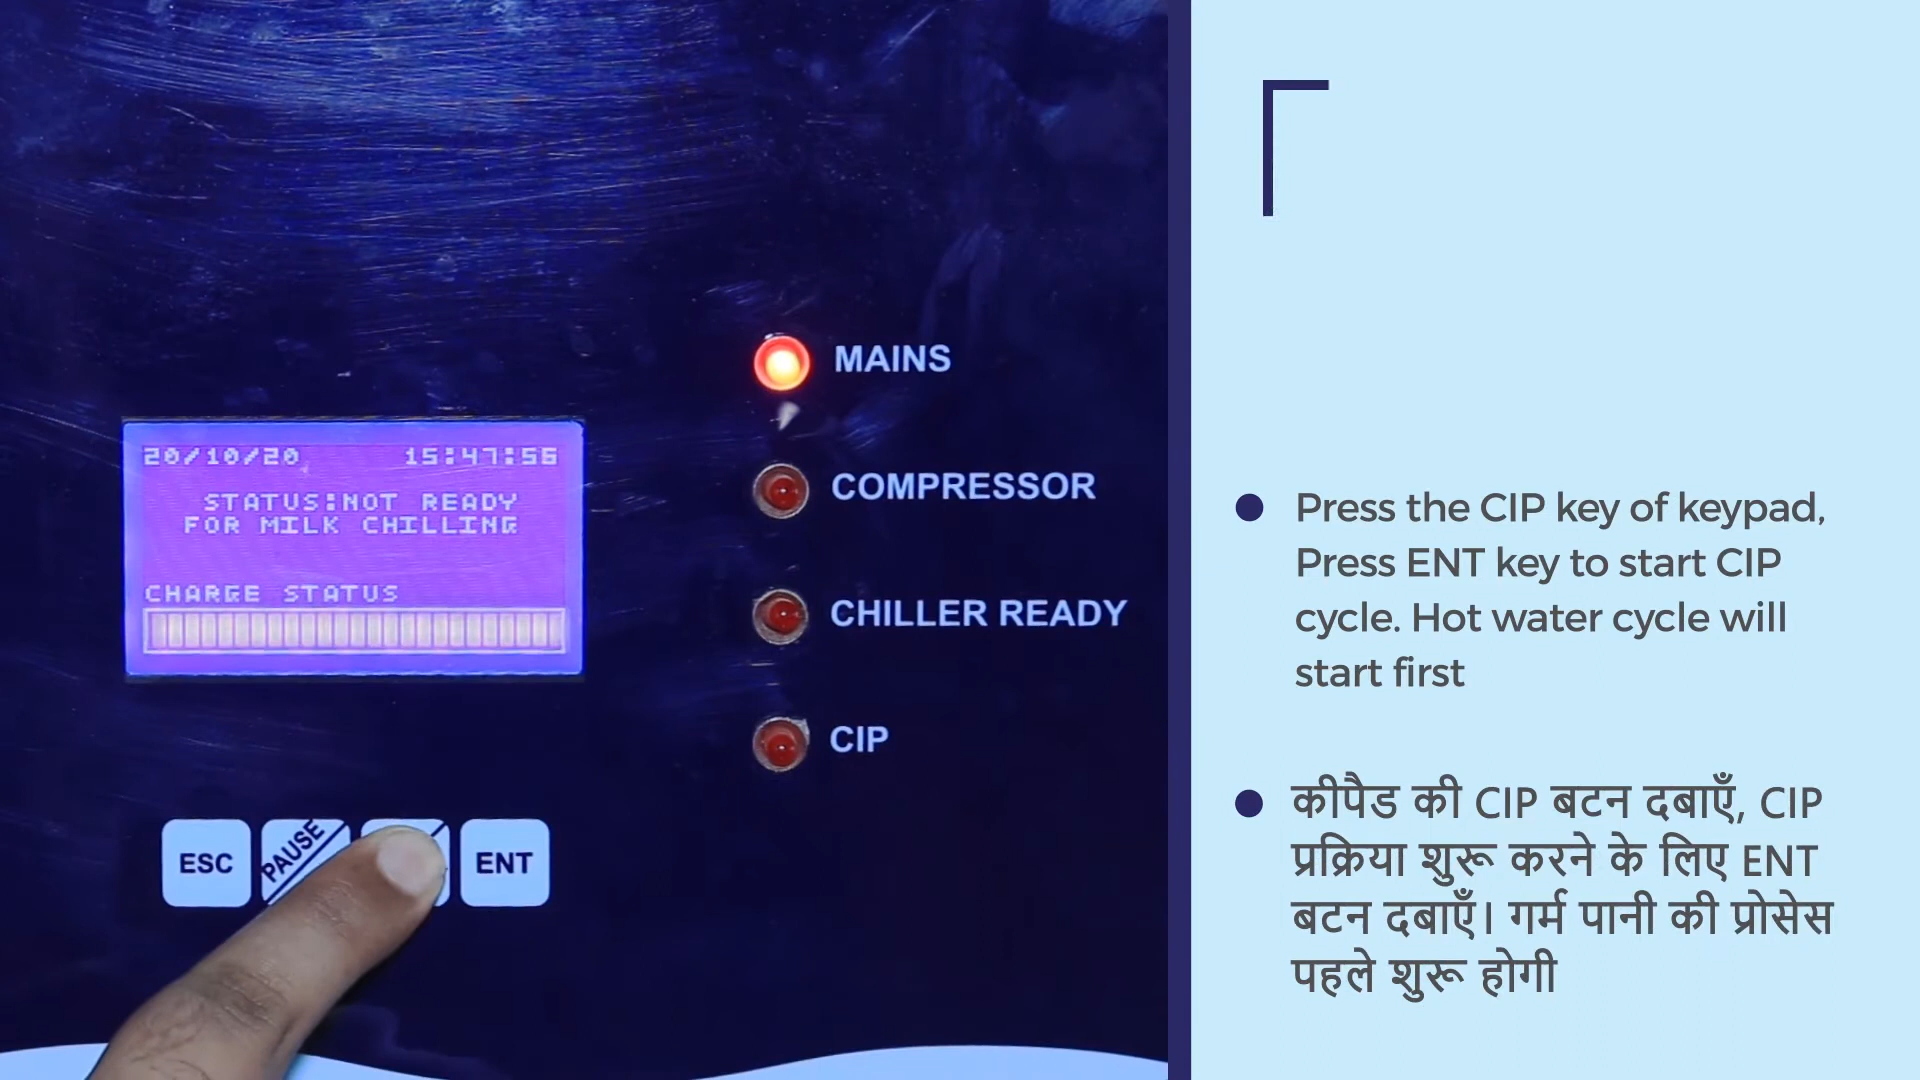 20/10/20 15:47:56
STATUS:NOT READY
FOR MILK CHILLING
CHARGE STATUS
MAINS
COMPRESSOR
CHILLER READY
CIP
ESC
PAUSE
ENT
Press the CIP key of keypad,
Press ENT key to start CIP
cycle. Hot water cycle will
start first
कीपैड की CIP बटन दबाएँ, CIP
प्रक्रिया शुरू करने के लिए ENT
बटन दबाएँ। गर्म पानी की प्रोसेस
पहले शुरू होगी